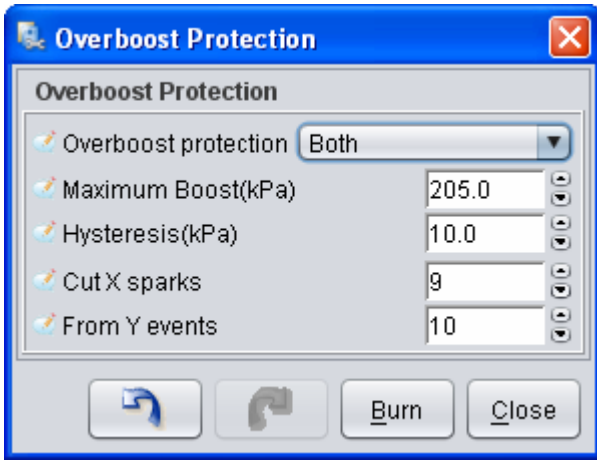 Overboost Protection
Overboost Protection
Overboost protection Both
Maximum Boost(kPa) 205.0
Hysteresis(kPa) 10.0
Cut X sparks 9
From Y events 10
Burn Close